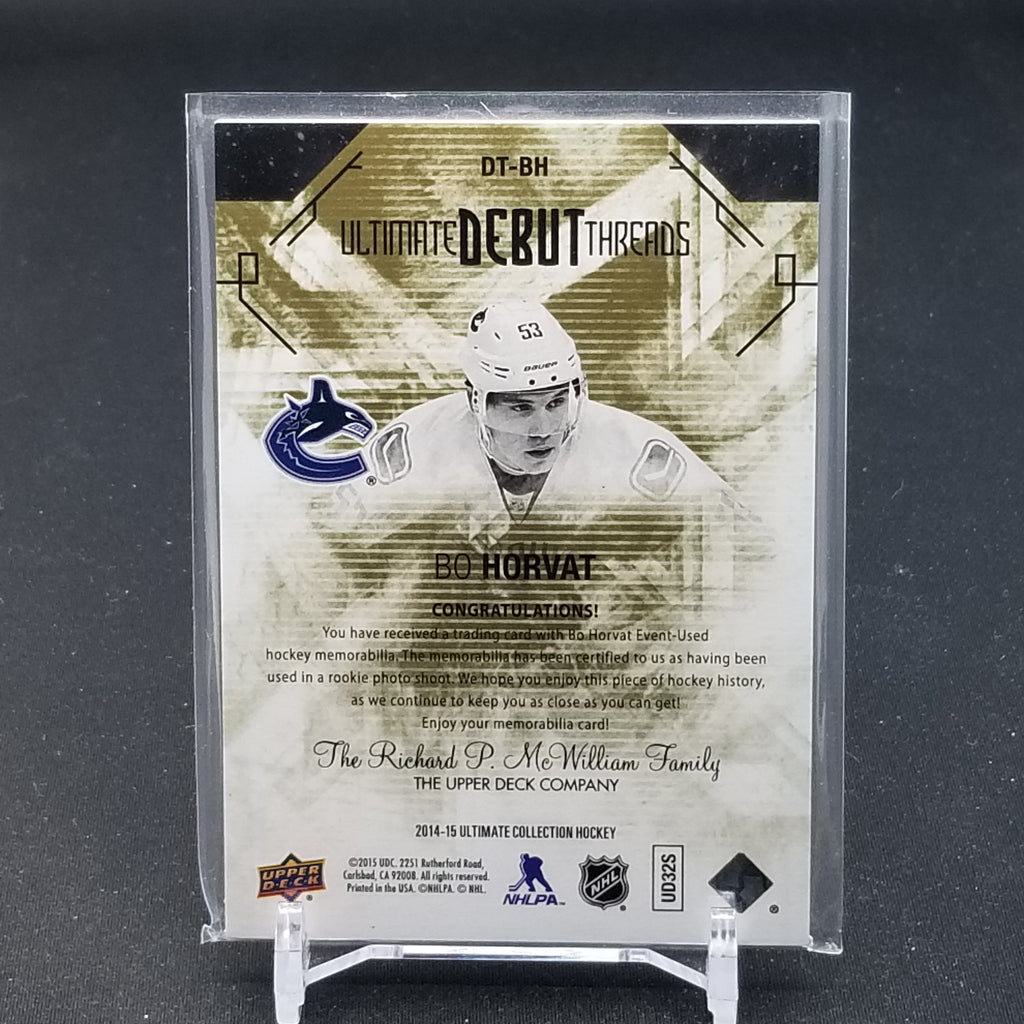 DT-BH
ULTIMATE DEBUT THREADS
53
BAUER
BO HORVAT
CONGRATULATIONS!
You have received a trading card with Bo Horvat Event-Used
hockey memorabilia. The memorabilia has been certified to us as having been
used in a rookie photo shoot. We hope you enjoy this piece of hockey history,
as we continue to keep you as close as you can get!
Enjoy your memorabilia card!
The Richard P. McWilliam Family
THE UPPER DECK COMPANY
2014-15 ULTIMATE COLLECTION HOCKEY
UPPER
D·E·C·K
®
©2015 UDC. 2251 Rutherford Road,
Carlsbad, CA 92008. All rights reserved.
Printed in the USA. ©NHLPA. © NHL.
NHLPA™
NHL
®
UD32S
®